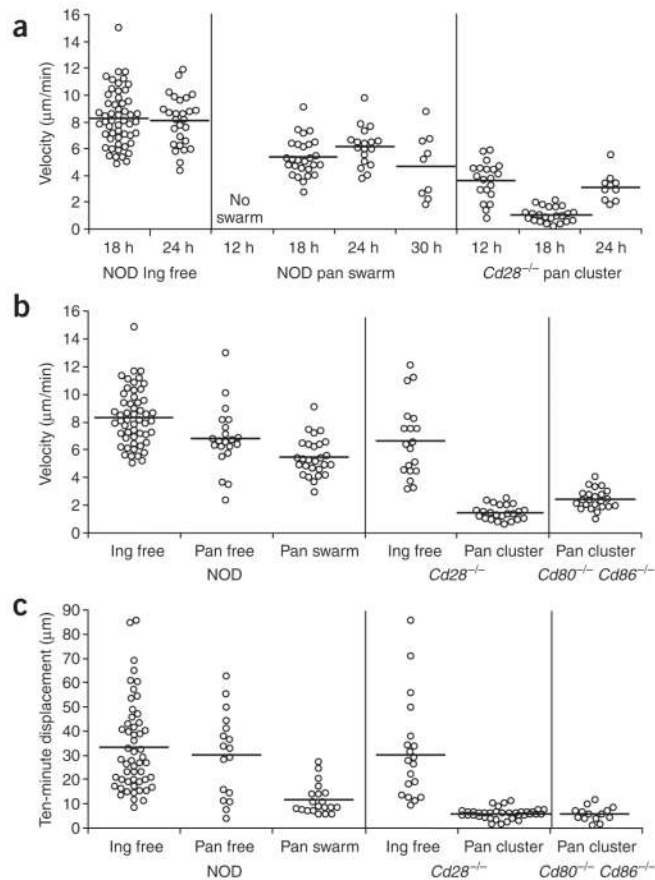 a
16
14
12
10
8
6
4
2
0
Velocity (μm/min)
No
swarm
18 h 24 h 12 h 18 h 24 h 30 h 12 h 18 h 24 h
NOD Ing free NOD pan swarm Cd28⁻/⁻ pan cluster
b
16
14
12
10
8
6
4
2
0
Velocity (μm/min)
Ing free Pan free Pan swarm Ing free Pan cluster Pan cluster
NOD Cd28⁻/⁻ Cd80⁻/⁻ Cd86⁻/⁻
c
90
80
70
60
50
40
30
20
10
0
Ten-minute displacement (μm)
Ing free Pan free Pan swarm Ing free Pan cluster Pan cluster
NOD Cd28⁻/⁻ Cd80⁻/⁻ Cd86⁻/⁻